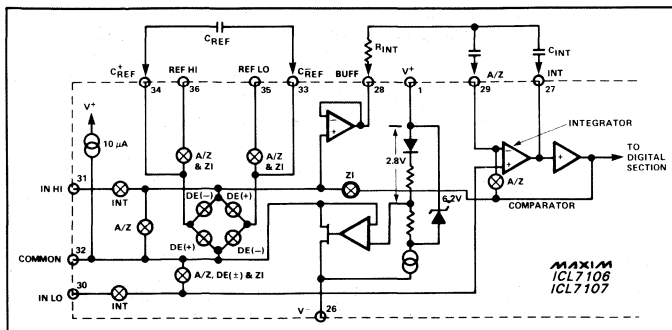 CREF
RINT
CINT
C+REF
REF HI
REF LO
C-REF
BUFF
V+
A/Z
INT
34
36
35
33
28
1
29
27
V+
10 μA
A/Z
& ZI
A/Z
& ZI
INTEGRATOR
TO
DIGITAL
SECTION
2.8V
6.2V
31
IN HI
INT
ZI
A/Z
COMPARATOR
A/Z
DE(−)
DE(+)
DE(+)
DE(−)
32
COMMON
A/Z, DE(±) & ZI
30
IN LO
INT
V−
26
MAXIM
ICL7106
ICL7107